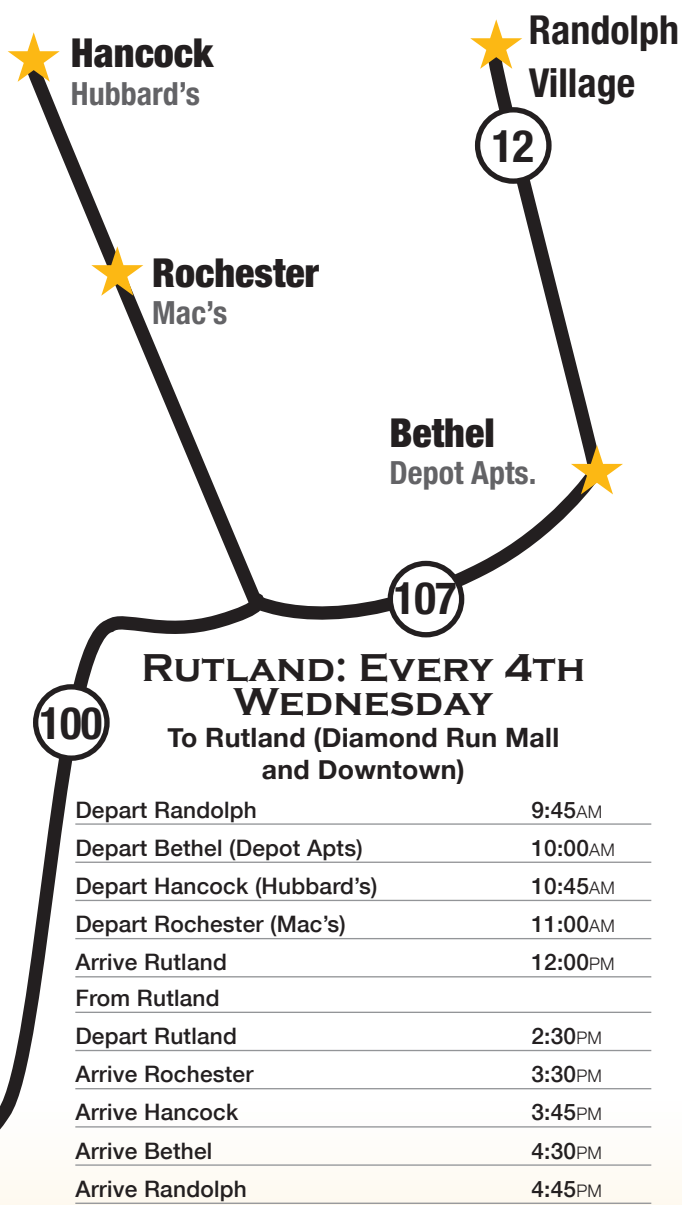 Hancock
Hubbard's
Randolph
Village
12
Rochester
Mac's
Bethel
Depot Apts.
107
100
Rutland: Every 4th
Wednesday
To Rutland (Diamond Run Mall
and Downtown)
Depart Randolph 9:45AM
Depart Bethel (Depot Apts) 10:00AM
Depart Hancock (Hubbard's) 10:45AM
Depart Rochester (Mac's) 11:00AM
Arrive Rutland 12:00PM
From Rutland
Depart Rutland 2:30PM
Arrive Rochester 3:30PM
Arrive Hancock 3:45PM
Arrive Bethel 4:30PM
Arrive Randolph 4:45PM